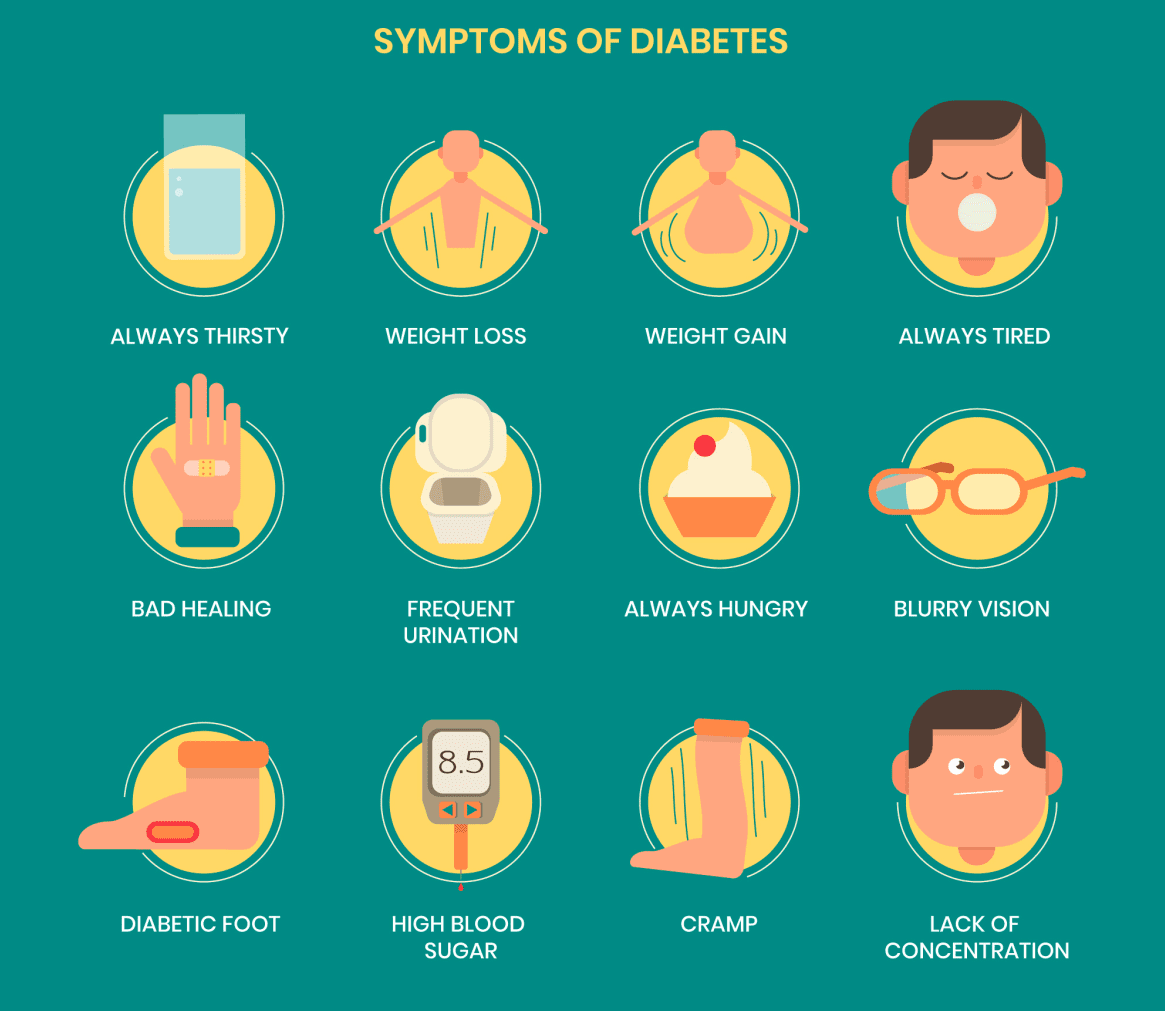 SYMPTOMS OF DIABETES
ALWAYS THIRSTY
WEIGHT LOSS
WEIGHT GAIN
ALWAYS TIRED
BAD HEALING
FREQUENT
URINATION
ALWAYS HUNGRY
BLURRY VISION
8.5
DIABETIC FOOT
HIGH BLOOD
SUGAR
CRAMP
LACK OF
CONCENTRATION